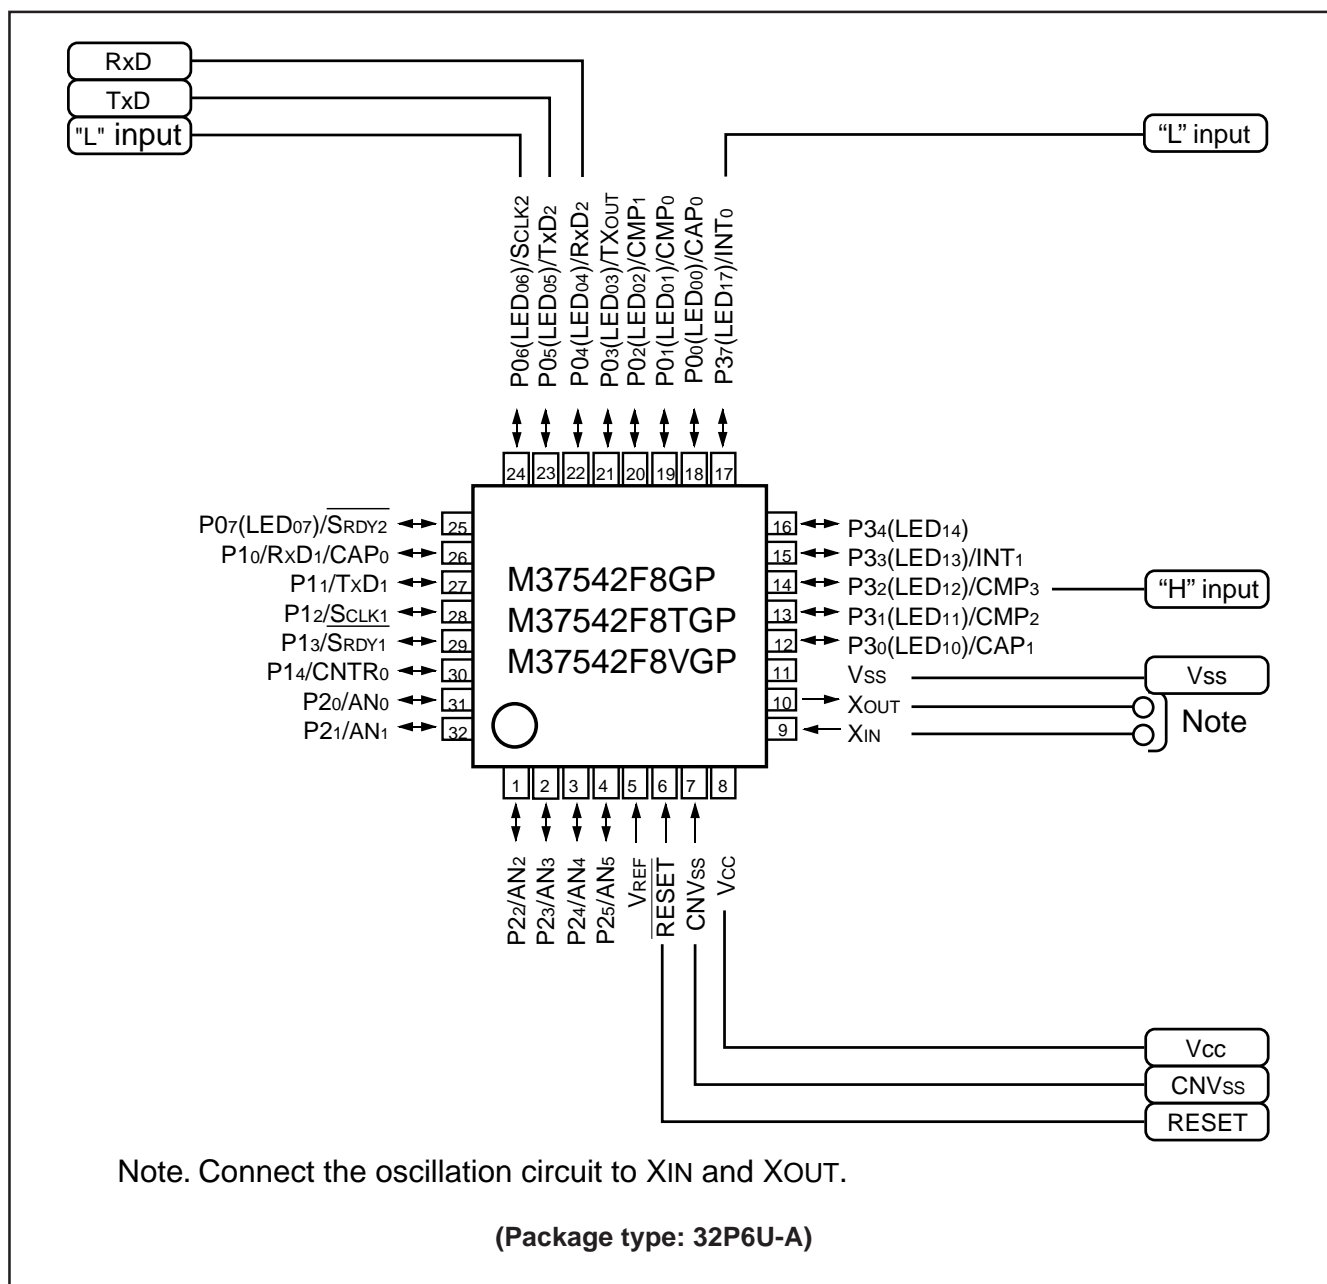 RxD
TxD
"L" input
“L” input
P06(LED06)/SCLK2
P05(LED05)/TxD2
P04(LED04)/RxD2
P03(LED03)/TXOUT
P02(LED02)/CMP1
P01(LED01)/CMP0
P00(LED00)/CAP0
P37(LED17)/INT0
24 23 22 21 20 19 18 17
P07(LED07)/SRDY2 25
P10/RXD1/CAP0 26
P11/TXD1 27
P12/SCLK1 28
P13/SRDY1 29
P14/CNTR0 30
P20/AN0 31
P21/AN1 32
M37542F8GP
M37542F8TGP
M37542F8VGP
16 P34(LED14)
15 P33(LED13)/INT1
14 P32(LED12)/CMP3 “H” input
13 P31(LED11)/CMP2
12 P30(LED10)/CAP1
11 VSS Vss
10 XOUT
9 XIN
Note
1 2 3 4 5 6 7 8
P22/AN2
P23/AN3
P24/AN4
P25/AN5
VREF
RESET
CNVSS
VCC
Vcc
CNVSS
RESET
Note. Connect the oscillation circuit to XIN and XOUT.
(Package type: 32P6U-A)